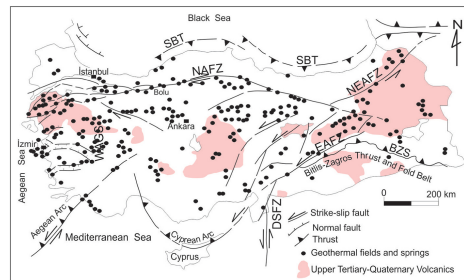 Black Sea
N
SBT
SBT
İstanbul
NAFZ
NEAFZ
Bolu
Ankara
WAGS
İzmir
Aegean Sea
EAFZ
BZS
Bitlis-Zagros Thrust and Fold Belt
Aegean Arc
Cyprean Arc
DSFZ
Mediterranean Sea
Cyprus
0 200 km
Strike-slip fault
Normal fault
Thrust
Geothermal fields and springs
Upper Tertiary-Quaternary Volcanics